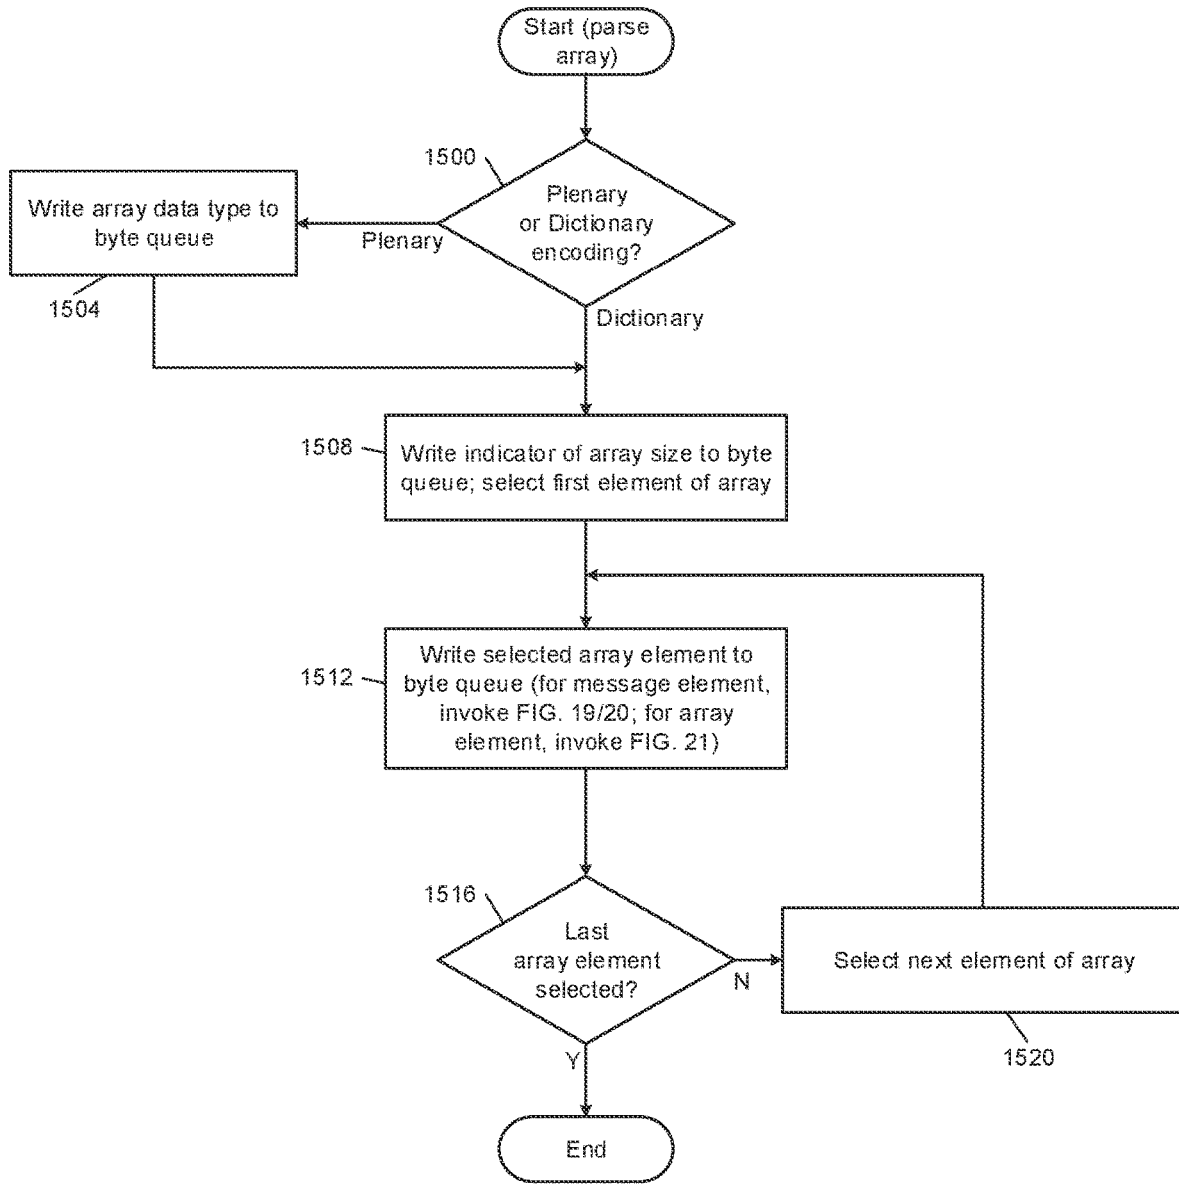 Start (parse
array)
1500
Plenary
or Dictionary
encoding?
Write array data type to
byte queue
Plenary
1504
Dictionary
1508
Write indicator of array size to byte
queue; select first element of array
1512
Write selected array element to
byte queue (for message element,
invoke FIG. 19/20; for array
element, invoke FIG. 21)
1516
Last
array element
selected?
N
Select next element of array
1520
Y
End